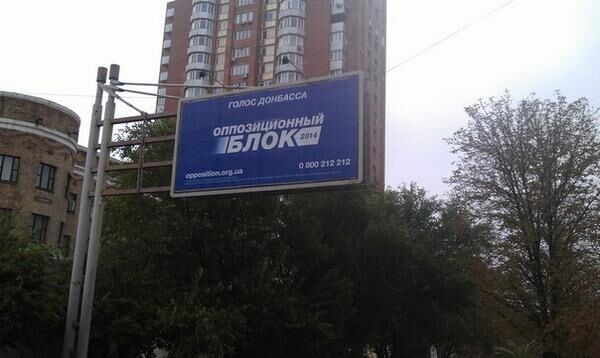 ГОЛОС ДОНБАССА
ОППОЗИЦИОННЫЙ
БЛОК 2014
0 800 212 212
opposition.org.ua